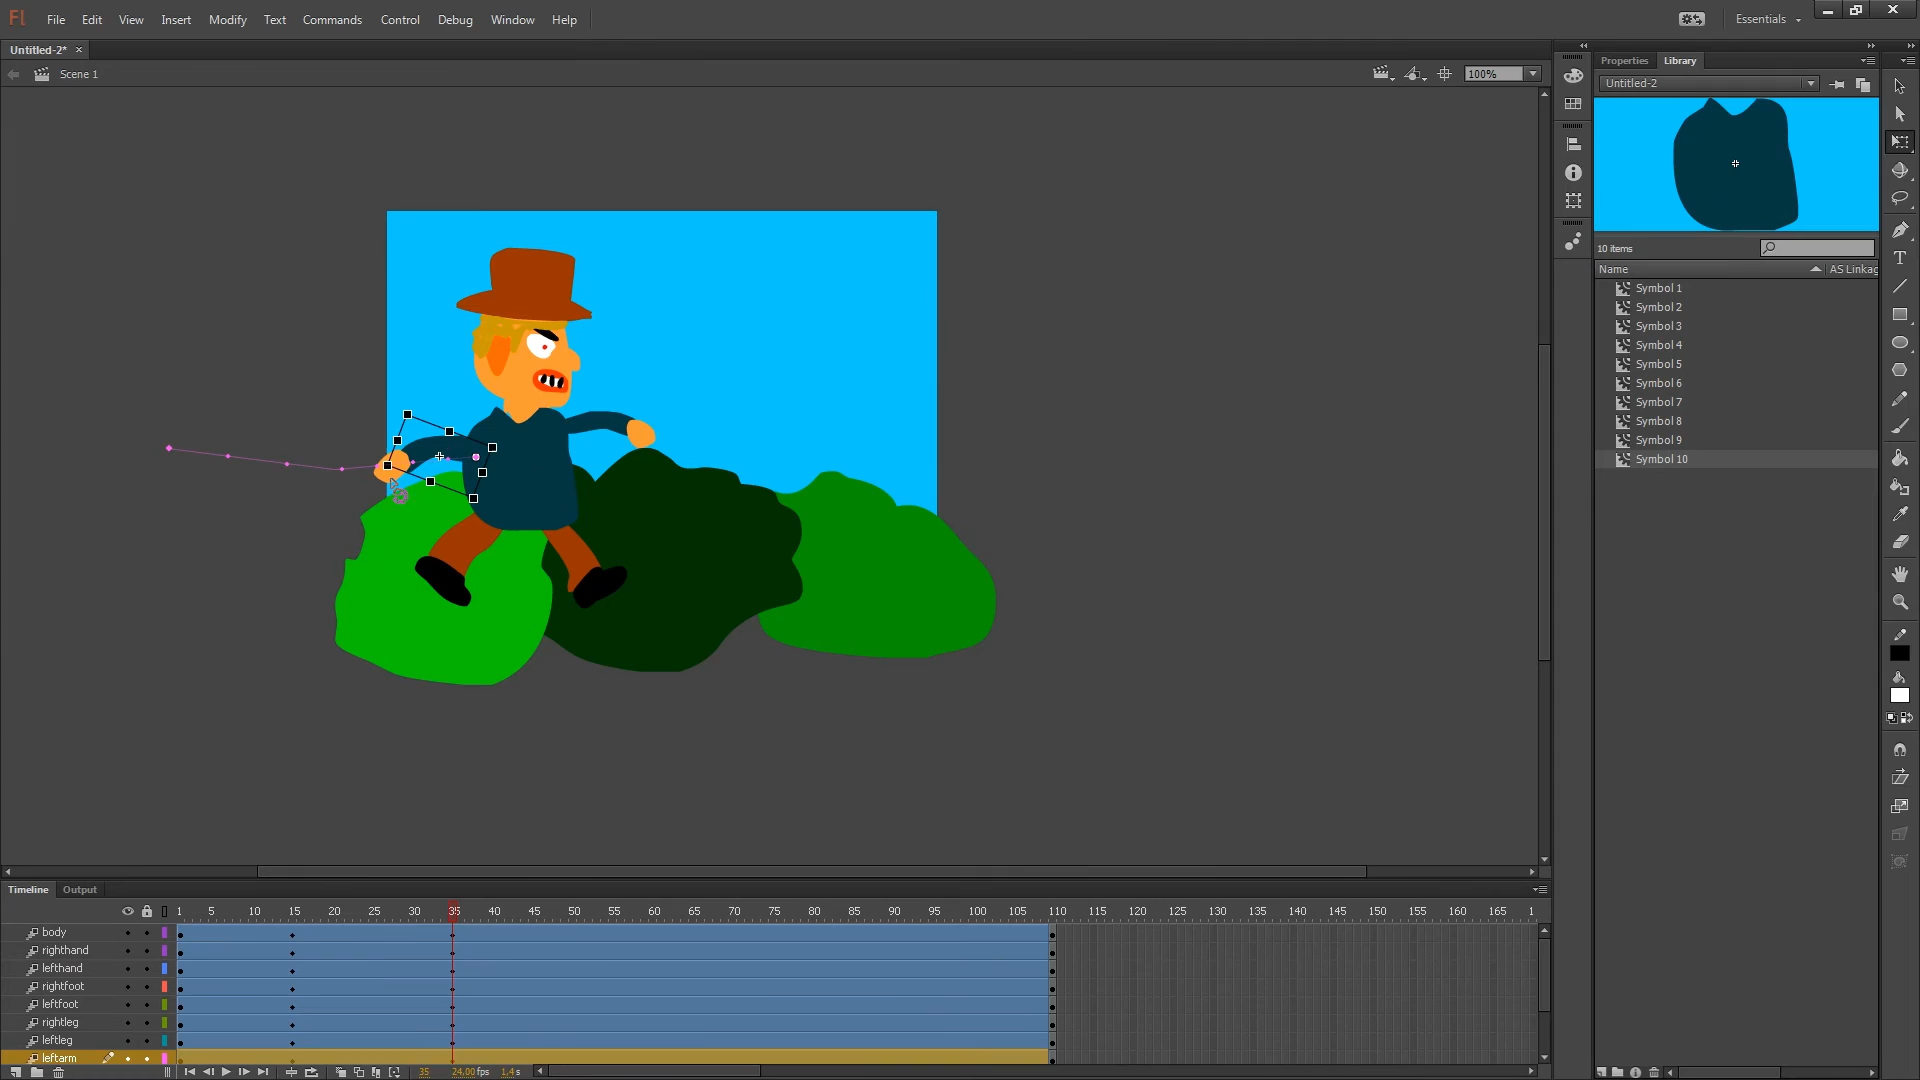 Fl File Edit View Insert Modify Text Commands Control Debug Window Help Essentials
Untitled-2* ×
Scene 1 100%
Properties Library
Untitled-2
10 items
Name AS Linkag
Symbol 1
Symbol 2
Symbol 3
Symbol 4
Symbol 5
Symbol 6
Symbol 7
Symbol 8
Symbol 9
Symbol 10
Timeline Output
1 5 10 15 20 25 30 35 40 45 50 55 60 65 70 75 80 85 90 95 100 105 110 115 120 125 130 135 140 145 150 155 160 165 1
body
righthand
lefthand
rightfoot
leftfoot
rightleg
leftleg
leftarm
35 24,00 fps 1,4 s